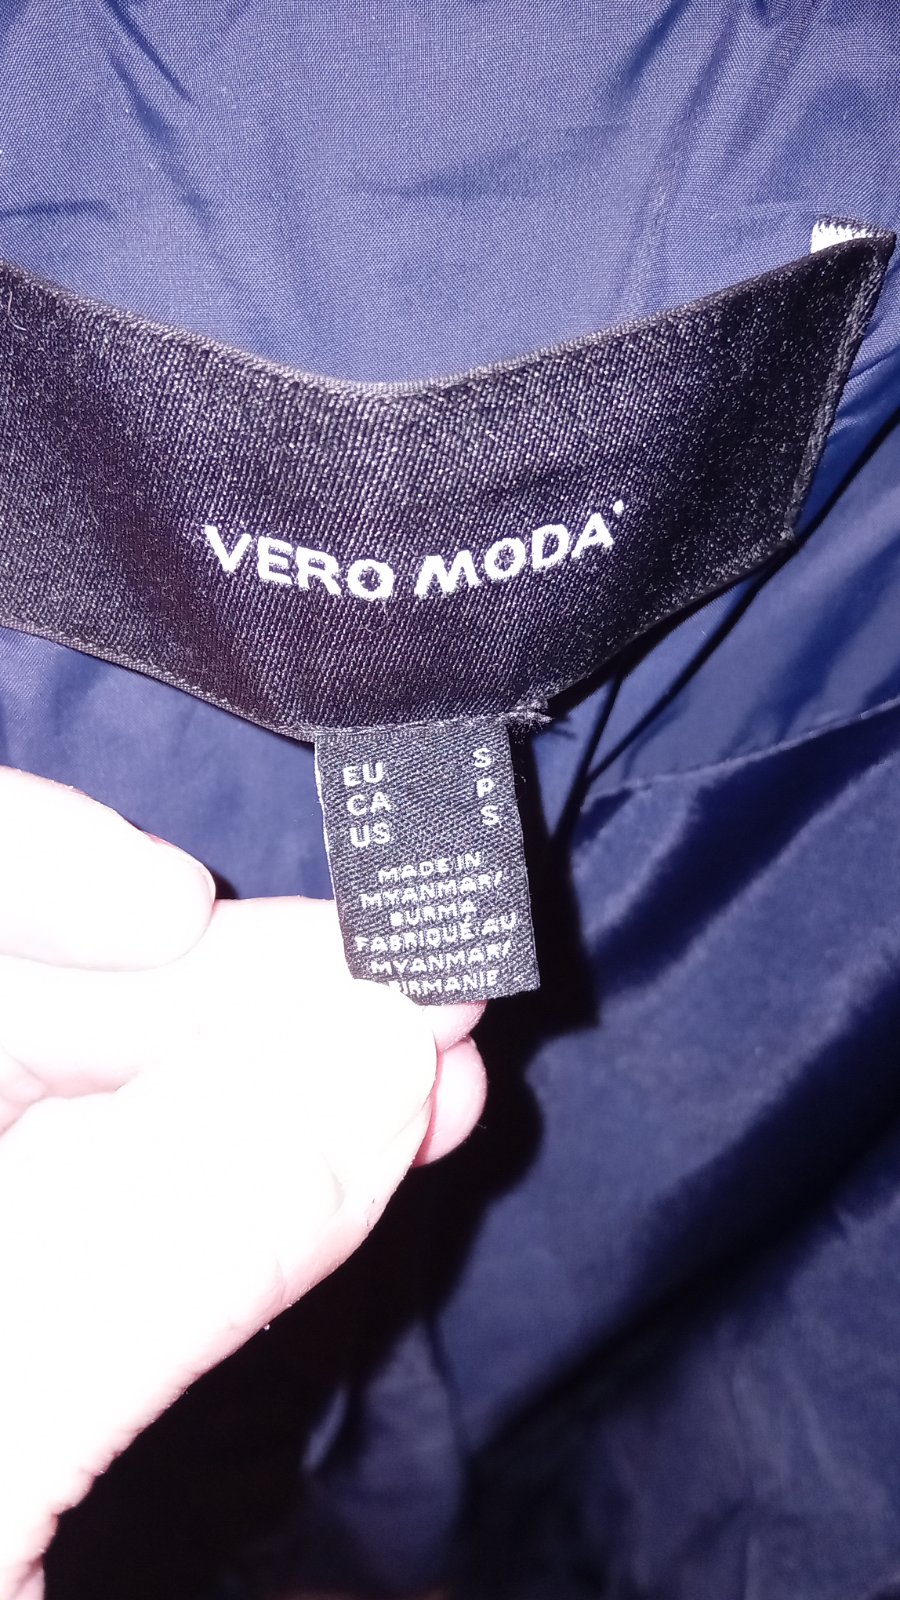 VERO MODA'
EU S
CA P
US S
MADE IN
MYANMAR/
BURMA
FABRIQUÉ AU
MYANMAR/
BIRMANIE